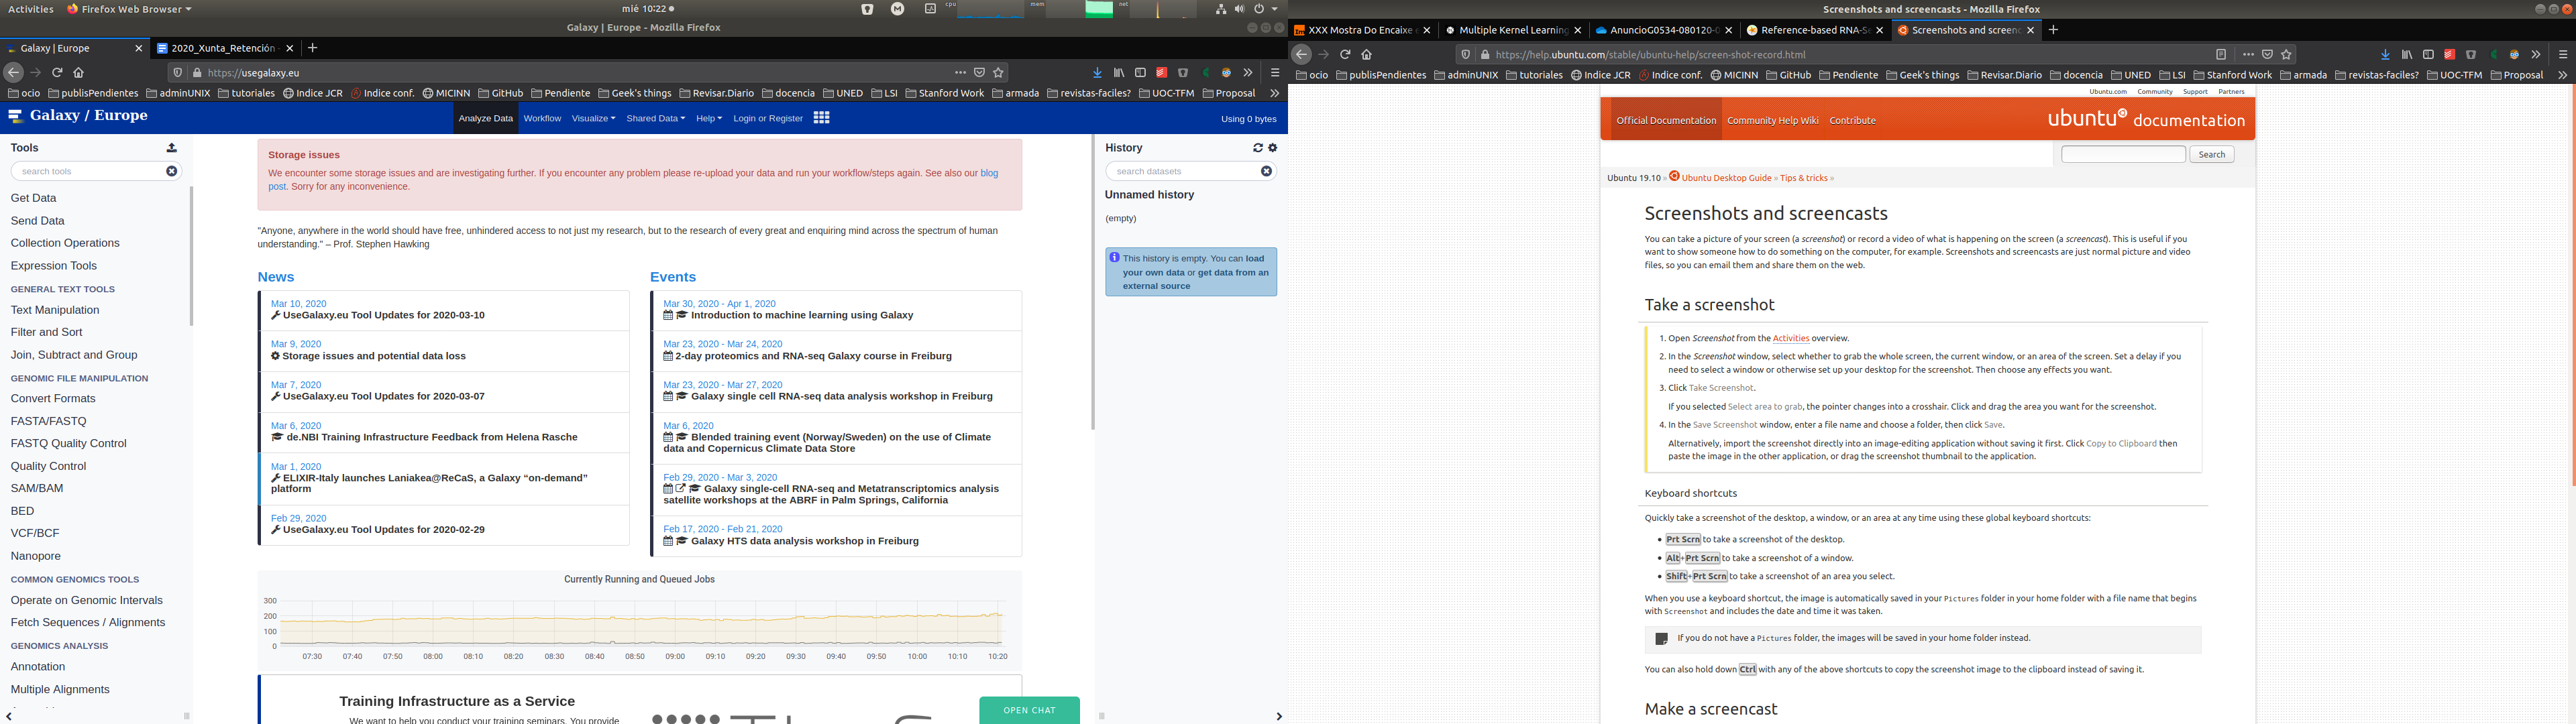 Activities
Firefox Web Browser
mié 10:22
cpu
mem
net
Galaxy | Europe - Mozilla Firefox
Galaxy | Europe
2020_Xunta_Retención
https://usegalaxy.eu
ocio
publisPendientes
adminUNIX
tutoriales
Indice JCR
Indice conf.
MICINN
GitHub
Pendiente
Geek's things
Revisar.Diario
docencia
UNED
LSI
Stanford Work
armada
revistas-faciles?
UOC-TFM
Proposal
Galaxy / Europe
Analyze Data
Workflow
Visualize
Shared Data
Help
Login or Register
Using 0 bytes
Tools
search tools
Get Data
Send Data
Collection Operations
Expression Tools
GENERAL TEXT TOOLS
Text Manipulation
Filter and Sort
Join, Subtract and Group
GENOMIC FILE MANIPULATION
Convert Formats
FASTA/FASTQ
FASTQ Quality Control
Quality Control
SAM/BAM
BED
VCF/BCF
Nanopore
COMMON GENOMICS TOOLS
Operate on Genomic Intervals
Fetch Sequences / Alignments
GENOMICS ANALYSIS
Annotation
Multiple Alignments
Storage issues
We encounter some storage issues and are investigating further. If you encounter any problem please re-upload your data and run your workflow/steps again. See also our blog
post. Sorry for any inconvenience.
"Anyone, anywhere in the world should have free, unhindered access to not just my research, but to the research of every great and enquiring mind across the spectrum of human
understanding." – Prof. Stephen Hawking
News
Mar 10, 2020
UseGalaxy.eu Tool Updates for 2020-03-10
Mar 9, 2020
Storage issues and potential data loss
Mar 7, 2020
UseGalaxy.eu Tool Updates for 2020-03-07
Mar 6, 2020
de.NBI Training Infrastructure Feedback from Helena Rasche
Mar 1, 2020
ELIXIR-Italy launches Laniakea@ReCaS, a Galaxy “on-demand”
platform
Feb 29, 2020
UseGalaxy.eu Tool Updates for 2020-02-29
Events
Mar 30, 2020 - Apr 1, 2020
Introduction to machine learning using Galaxy
Mar 23, 2020 - Mar 24, 2020
2-day proteomics and RNA-seq Galaxy course in Freiburg
Mar 23, 2020 - Mar 27, 2020
Galaxy single cell RNA-seq data analysis workshop in Freiburg
Mar 6, 2020
Blended training event (Norway/Sweden) on the use of Climate
data and Copernicus Climate Data Store
Feb 29, 2020 - Mar 3, 2020
Galaxy single-cell RNA-seq and Metatranscriptomics analysis
satellite workshops at the ABRF in Palm Springs, California
Feb 17, 2020 - Feb 21, 2020
Galaxy HTS data analysis workshop in Freiburg
Currently Running and Queued Jobs
300
200
100
0
07:30 07:40 07:50 08:00 08:10 08:20 08:30 08:40 08:50 09:00 09:10 09:20 09:30 09:40 09:50 10:00 10:10 10:20
Training Infrastructure as a Service
We want to help you conduct your training seminars. You provide
OPEN CHAT
History
search datasets
Unnamed history
(empty)
This history is empty. You can load
your own data or get data from an
external source
Screenshots and screencasts - Mozilla Firefox
XXX Mostra Do Encaixe
Multiple Kernel Learning
AnuncioG0534-080120-
Reference-based RNA-Se
Screenshots and screenc
https://help.ubuntu.com/stable/ubuntu-help/screen-shot-record.html
ocio
publisPendientes
adminUNIX
tutoriales
Indice JCR
Indice conf.
MICINN
GitHub
Pendiente
Geek's things
Revisar.Diario
docencia
UNED
LSI
Stanford Work
armada
revistas-faciles?
UOC-TFM
Proposal
Ubuntu.com
Community
Support
Partners
Official Documentation
Community Help Wiki
Contribute
ubuntu documentation
Search
Ubuntu 19.10 » Ubuntu Desktop Guide » Tips & tricks »
Screenshots and screencasts
You can take a picture of your screen (a screenshot) or record a video of what is happening on the screen (a screencast). This is useful if you
want to show someone how to do something on the computer, for example. Screenshots and screencasts are just normal picture and video
files, so you can email them and share them on the web.
Take a screenshot
1. Open Screenshot from the Activities overview.
2. In the Screenshot window, select whether to grab the whole screen, the current window, or an area of the screen. Set a delay if you
need to select a window or otherwise set up your desktop for the screenshot. Then choose any effects you want.
3. Click Take Screenshot.
If you selected Select area to grab, the pointer changes into a crosshair. Click and drag the area you want for the screenshot.
4. In the Save Screenshot window, enter a file name and choose a folder, then click Save.
Alternatively, import the screenshot directly into an image-editing application without saving it first. Click Copy to Clipboard then
paste the image in the other application, or drag the screenshot thumbnail to the application.
Keyboard shortcuts
Quickly take a screenshot of the desktop, a window, or an area at any time using these global keyboard shortcuts:
• Prt Scrn to take a screenshot of the desktop.
• Alt+Prt Scrn to take a screenshot of a window.
• Shift+Prt Scrn to take a screenshot of an area you select.
When you use a keyboard shortcut, the image is automatically saved in your Pictures folder in your home folder with a file name that begins
with Screenshot and includes the date and time it was taken.
If you do not have a Pictures folder, the images will be saved in your home folder instead.
You can also hold down Ctrl with any of the above shortcuts to copy the screenshot image to the clipboard instead of saving it.
Make a screencast